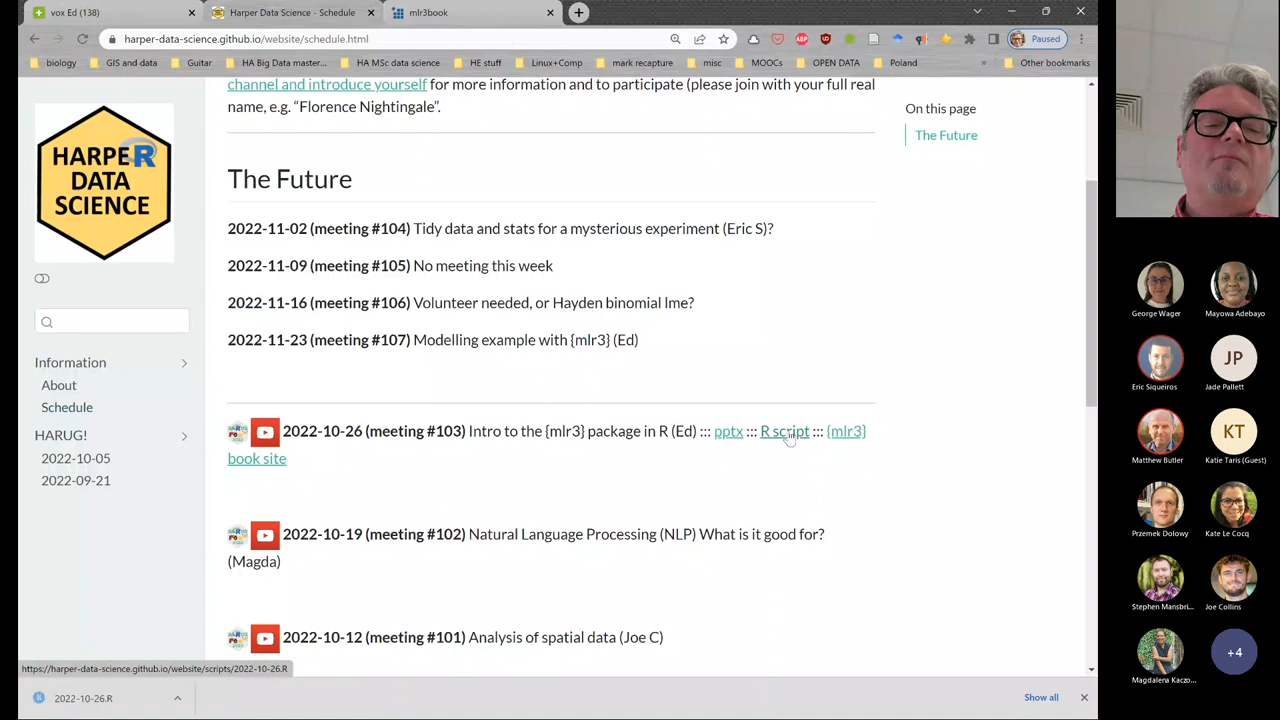 vox Ed (138)
Harper Data Science - Schedule
mlr3book
harper-data-science.github.io/website/schedule.html
Paused
biology
GIS and data
Guitar
HA Big Data master...
HA MSc data science
HE stuff
Linux+Comp
mark recapture
misc
MOOCs
OPEN DATA
Poland
»
Other bookmarks
channel and introduce yourself for more information and to participate (please join with your full real
name, e.g. “Florence Nightingale”.
HARPER
DATA
SCIENCE
Information
About
Schedule
HARUG!
2022-10-05
2022-09-21
On this page
The Future
The Future
2022-11-02 (meeting #104) Tidy data and stats for a mysterious experiment (Eric S)?
2022-11-09 (meeting #105) No meeting this week
2022-11-16 (meeting #106) Volunteer needed, or Hayden binomial lme?
2022-11-23 (meeting #107) Modelling example with {mlr3} (Ed)
2022-10-26 (meeting #103) Intro to the {mlr3} package in R (Ed) ::: pptx ::: R script ::: {mlr3}
book site
2022-10-19 (meeting #102) Natural Language Processing (NLP) What is it good for?
(Magda)
2022-10-12 (meeting #101) Analysis of spatial data (Joe C)
https://harper-data-science.github.io/website/scripts/2022-10-26.R
2022-10-26.R
Show all
George Wager
Mayowa Adebayo
Eric Siqueiros
JP
Jade Pallett
Matthew Butler
KT
Katie Taris (Guest)
Przemek Dolowy
Kate Le Cocq
Stephen Mansbri...
Joe Collins
Magdalena Kaczo...
+4